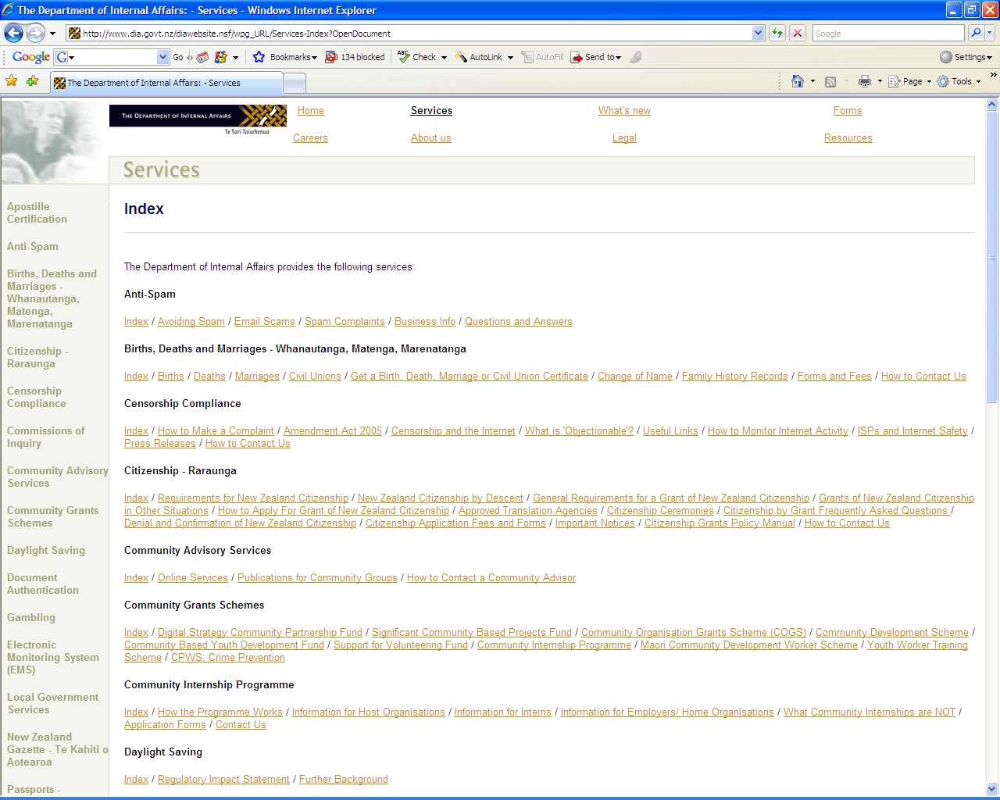 The Department of Internal Affairs: - Services - Windows Internet Explorer
http://www.dia.govt.nz/diawebsite.nsf/wpg_URL/Services-Index?OpenDocument
Google
Google G Go Bookmarks 134 blocked ABC Check AutoLink AutoFill Send to Settings
The Department of Internal Affairs: - Services
Page Tools
THE DEPARTMENT OF INTERNAL AFFAIRS
Te Tari Taiwhenua
Home Services What's new Forms
Careers About us Legal Resources
Services
Apostille
Certification
Anti-Spam
Births, Deaths and
Marriages -
Whanautanga,
Matenga,
Marenatanga
Citizenship -
Raraunga
Censorship
Compliance
Commissions of
Inquiry
Community Advisory
Services
Community Grants
Schemes
Daylight Saving
Document
Authentication
Gambling
Electronic
Monitoring System
(EMS)
Local Government
Services
New Zealand
Gazette - Te Kahiti o
Aotearoa
Passports -
Index
The Department of Internal Affairs provides the following services:
Anti-Spam
Index / Avoiding Spam / Email Scams / Spam Complaints / Business Info / Questions and Answers
Births, Deaths and Marriages - Whanautanga, Matenga, Marenatanga
Index / Births / Deaths / Marriages / Civil Unions / Get a Birth, Death, Marriage or Civil Union Certificate / Change of Name / Family History Records / Forms and Fees / How to Contact Us
Censorship Compliance
Index / How to Make a Complaint / Amendment Act 2005 / Censorship and the Internet / What is 'Objectionable'? / Useful Links / How to Monitor Internet Activity / ISPs and Internet Safety /
Press Releases / How to Contact Us
Citizenship - Raraunga
Index / Requirements for New Zealand Citizenship / New Zealand Citizenship by Descent / General Requirements for a Grant of New Zealand Citizenship / Grants of New Zealand Citizenship
in Other Situations / How to Apply For Grant of New Zealand Citizenship / Approved Translation Agencies / Citizenship Ceremonies / Citizenship by Grant Frequently Asked Questions /
Denial and Confirmation of New Zealand Citizenship / Citizenship Application Fees and Forms / Important Notices / Citizenship Grants Policy Manual / How to Contact Us
Community Advisory Services
Index / Online Services / Publications for Community Groups / How to Contact a Community Advisor
Community Grants Schemes
Index / Digital Strategy Community Partnership Fund / Significant Community Based Projects Fund / Community Organisation Grants Scheme (COGS) / Community Development Scheme /
Community Based Youth Development Fund / Support for Volunteering Fund / Community Internship Programme / Maori Community Development Worker Scheme / Youth Worker Training
Scheme / CPWS: Crime Prevention
Community Internship Programme
Index / How the Programme Works / Information for Host Organisations / Information for Interns / Information for Employers/ Home Organisations / What Community Internships are NOT /
Application Forms / Contact Us
Daylight Saving
Index / Regulatory Impact Statement / Further Background